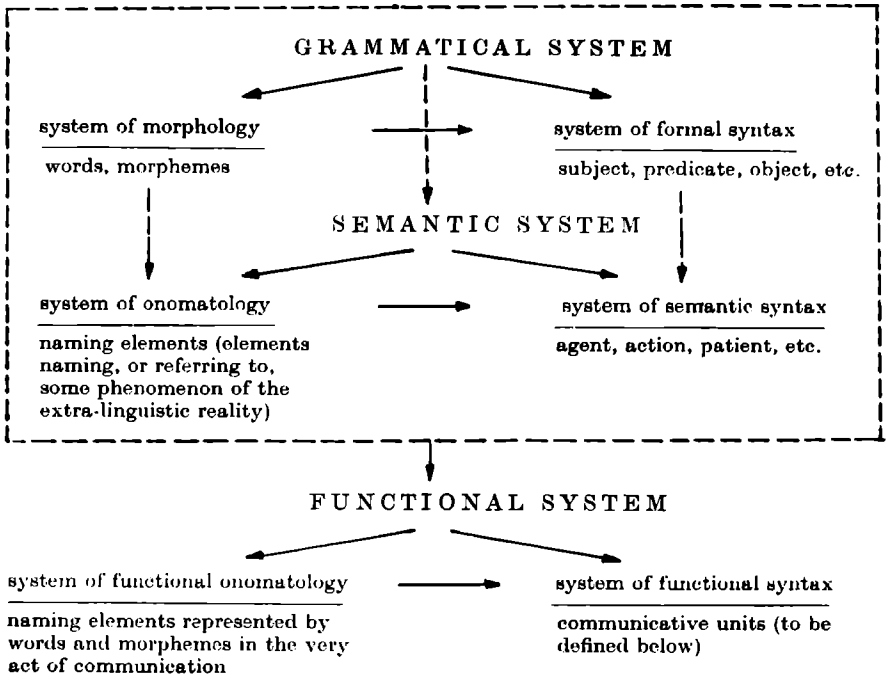 GRAMMATICAL SYSTEM
system of morphology
words, morphemes
system of formal syntax
subject, predicate, object, etc.
SEMANTIC SYSTEM
system of onomatology
naming elements (elements
naming, or referring to,
some phenomenon of the
extra-linguistic reality)
system of semantic syntax
agent, action, patient, etc.
FUNCTIONAL SYSTEM
system of functional onomatology
naming elements represented by
words and morphemes in the very
act of communication
system of functional syntax
communicative units (to be
defined below)